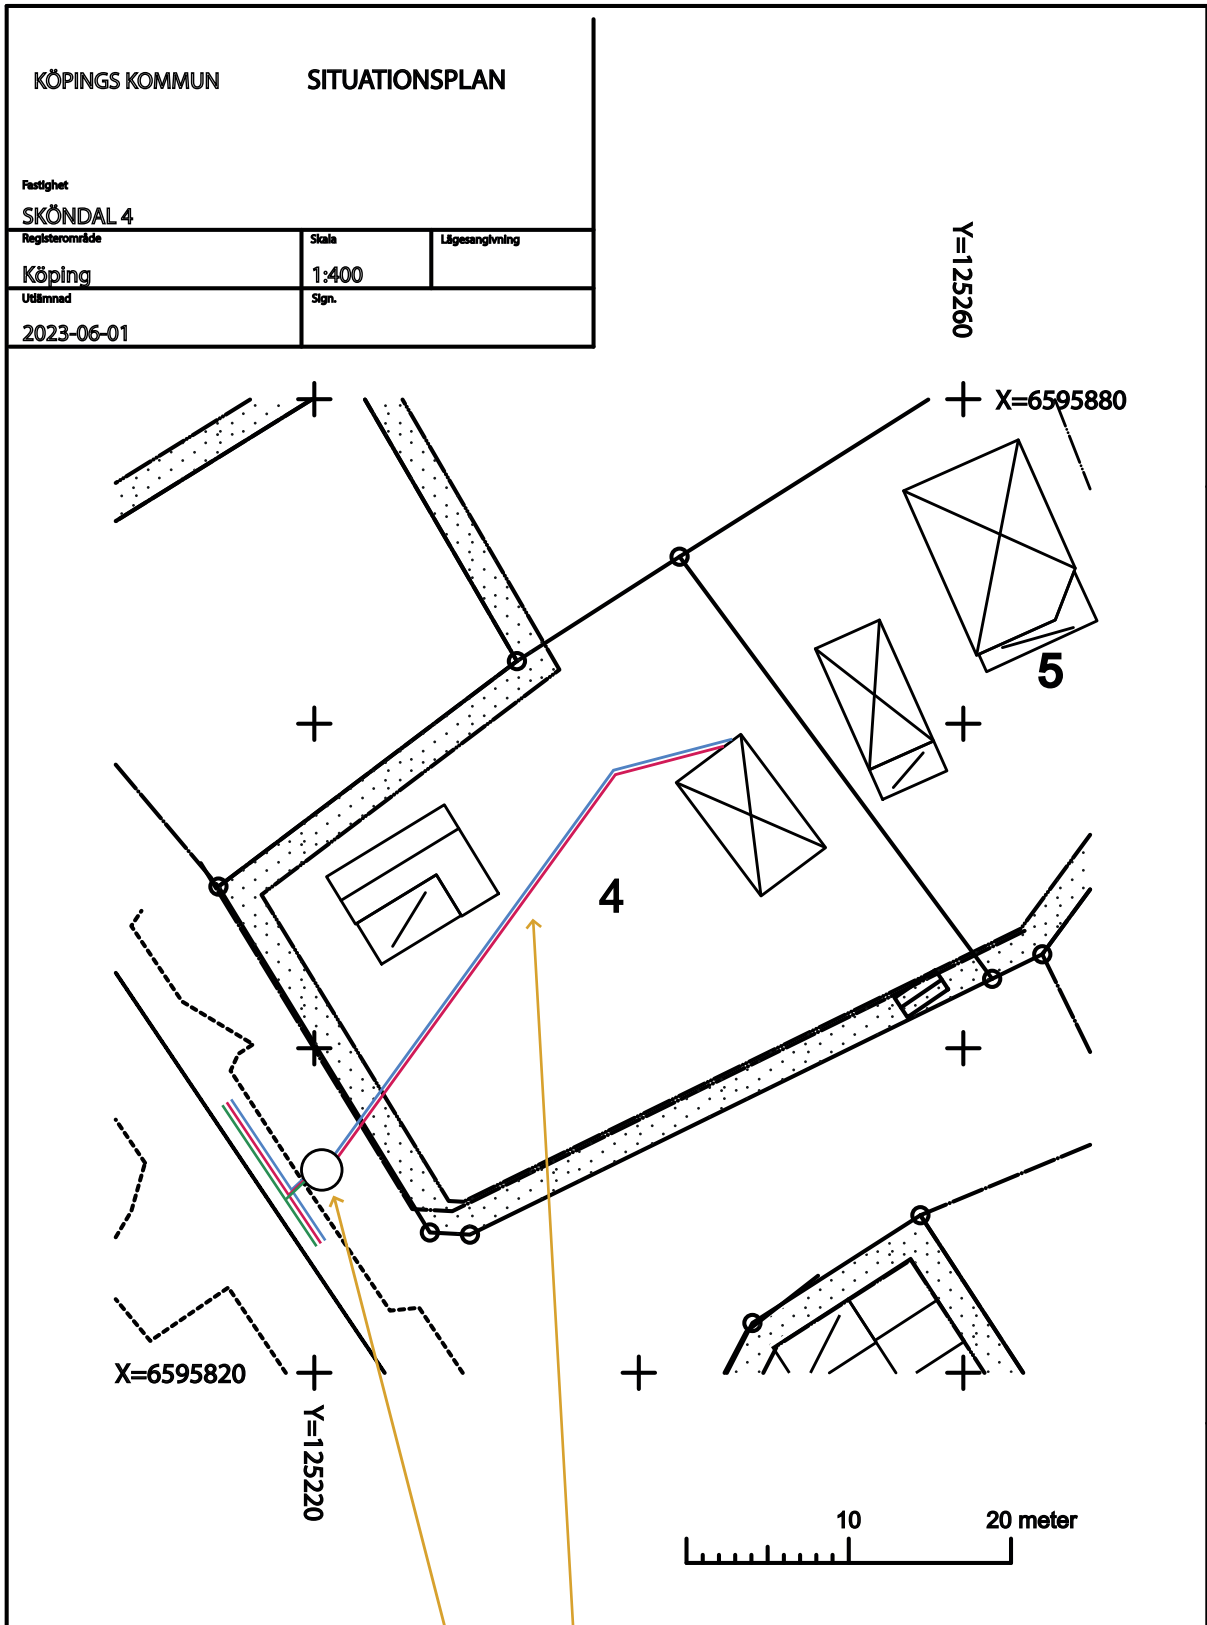 KÖPINGS KOMMUN SITUATIONSPLAN
Fastighet
SKÖNDAL 4
Registerområde Skala Lägesangivning
Köping 1:400
Utlämnad Sign.
2023-06-01
Y=125260
X=6595880
5
4
X=6595820
Y=125220
10 20 meter